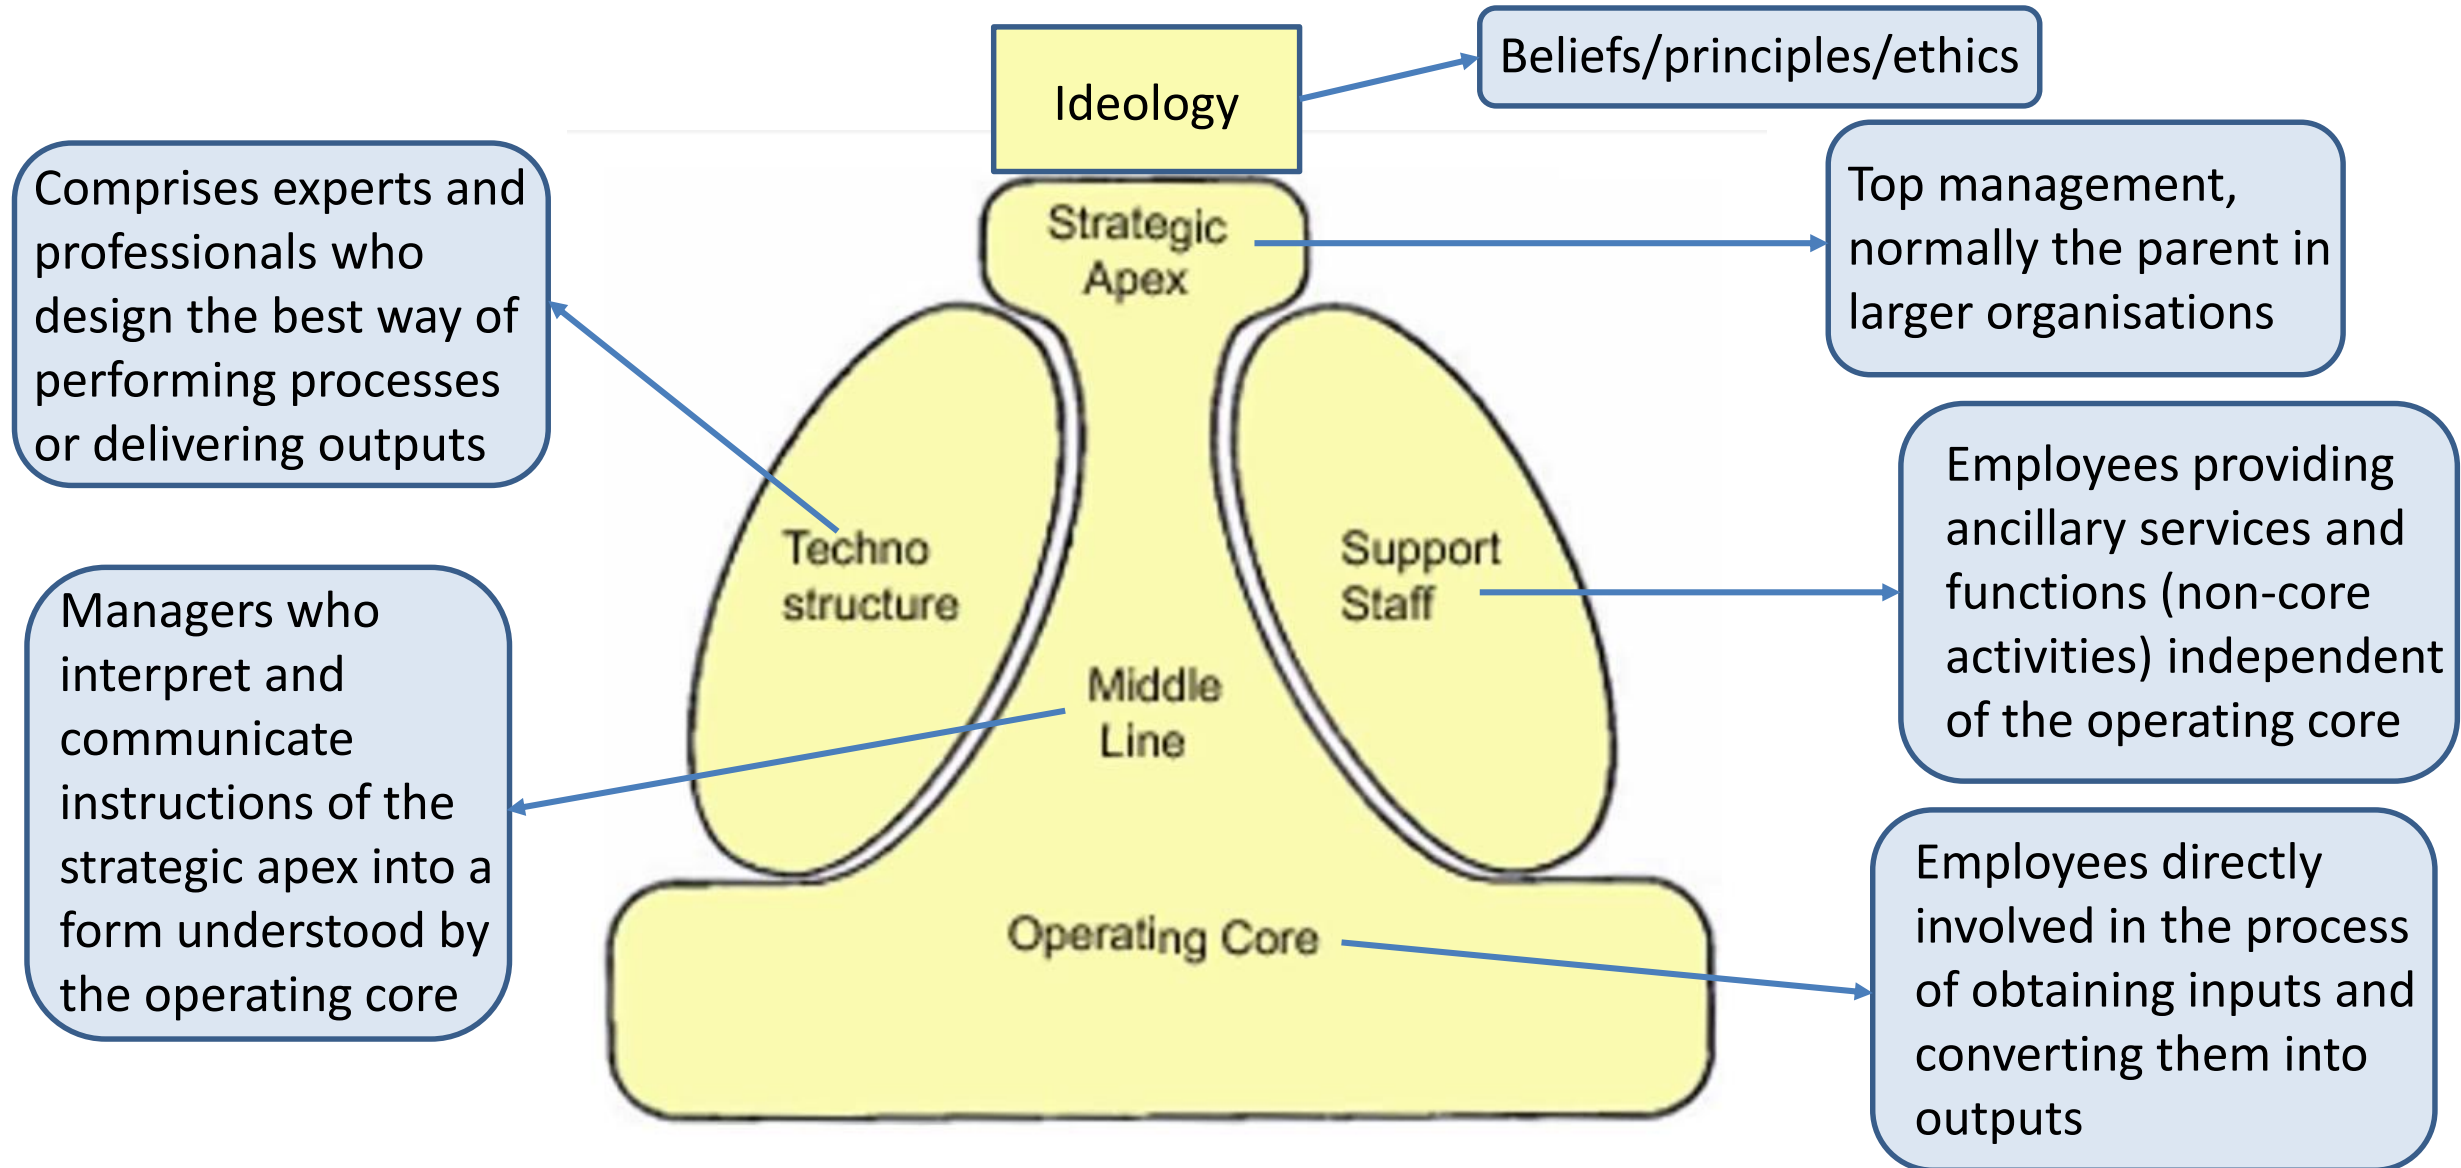 Ideology
Beliefs/principles/ethics
Comprises experts and
professionals who
design the best way of
performing processes
or delivering outputs
Strategic
Apex
Top management,
normally the parent in
larger organisations
Techno
structure
Support
Staff
Employees providing
ancillary services and
functions (non-core
activities) independent
of the operating core
Managers who
interpret and
communicate
instructions of the
strategic apex into a
form understood by
the operating core
Middle
Line
Operating Core
Employees directly
involved in the process
of obtaining inputs and
converting them into
outputs